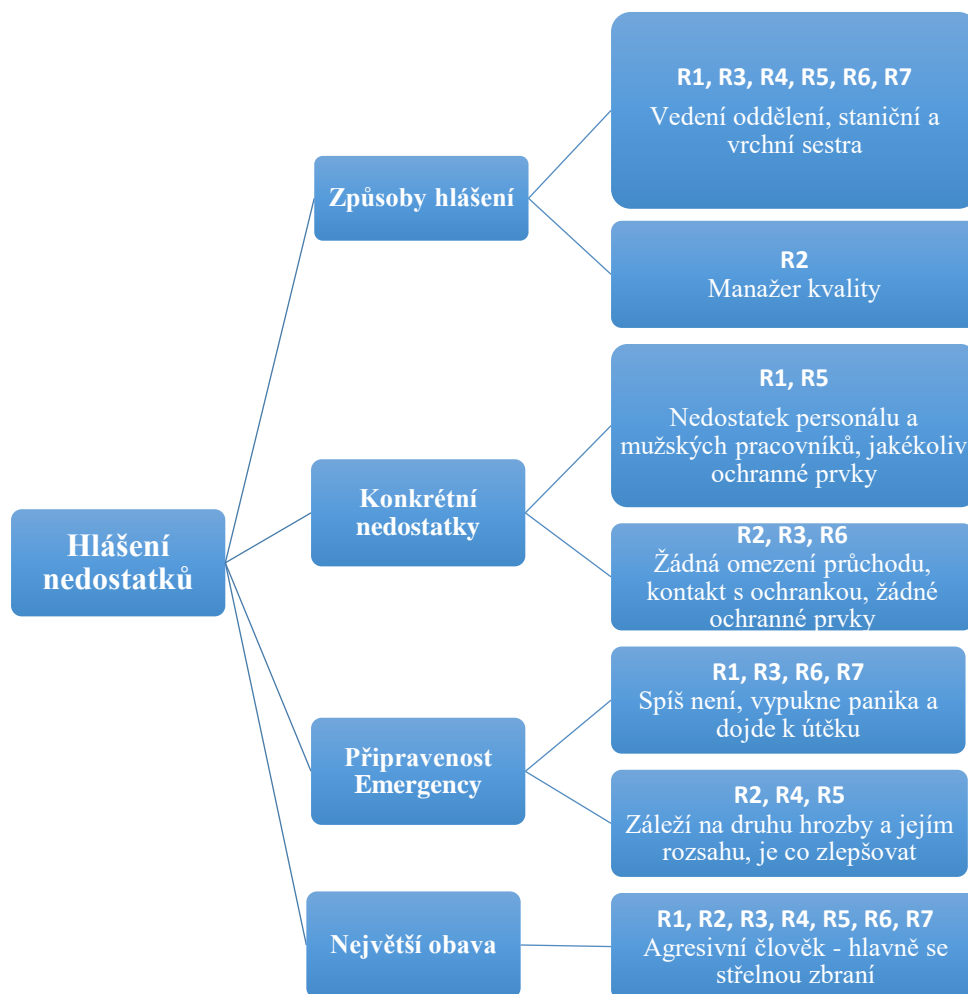 Hlášení
nedostatků
Způsoby hlášení
R1, R3, R4, R5, R6, R7
Vedení oddělení, staniční a
vrchní sestra
R2
Manažer kvality
Konkrétní
nedostatky
R1, R5
Nedostatek personálu a
mužských pracovníků, jakékoliv
ochranné prvky
R2, R3, R6
Žádná omezení průchodu,
kontakt s ochrankou, žádné
ochranné prvky
Připravenost
Emergency
R1, R3, R6, R7
Spíš není, vypukne panika a
dojde k útěku
R2, R4, R5
Záleží na druhu hrozby a jejím
rozsahu, je co zlepšovat
Největší obava
R1, R2, R3, R4, R5, R6, R7
Agresivní člověk - hlavně se
střelnou zbraní